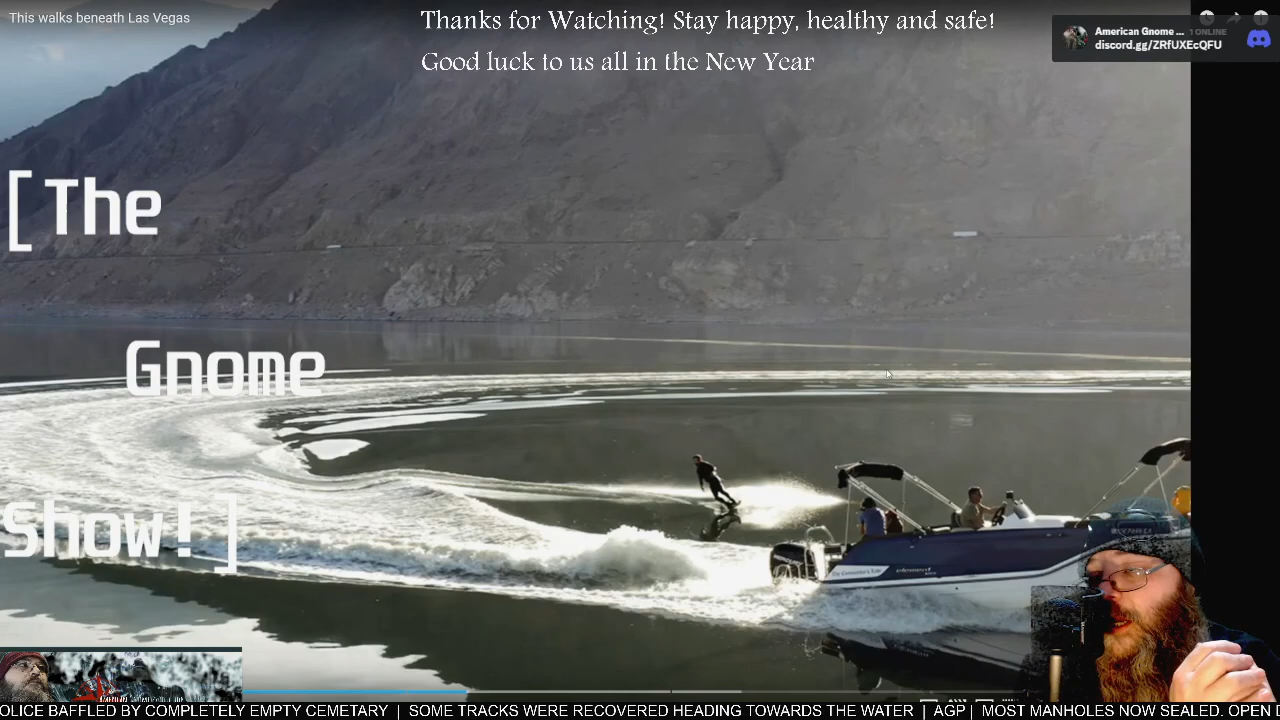 This walks beneath Las Vegas
Thanks for Watching! Stay happy, healthy and safe!
Good luck to us all in the New Year
American Gnome ... 1 ONLINE
discord.gg/ZRfUXEcQFU
[The
Gnome
Show! ]
OLICE BAFFLED BY COMPLETELY EMPTY CEMETARY | SOME TRACKS WERE RECOVERED HEADING TOWARDS THE WATER | AGP | MOST MANHOLES NOW SEALED. OPEN